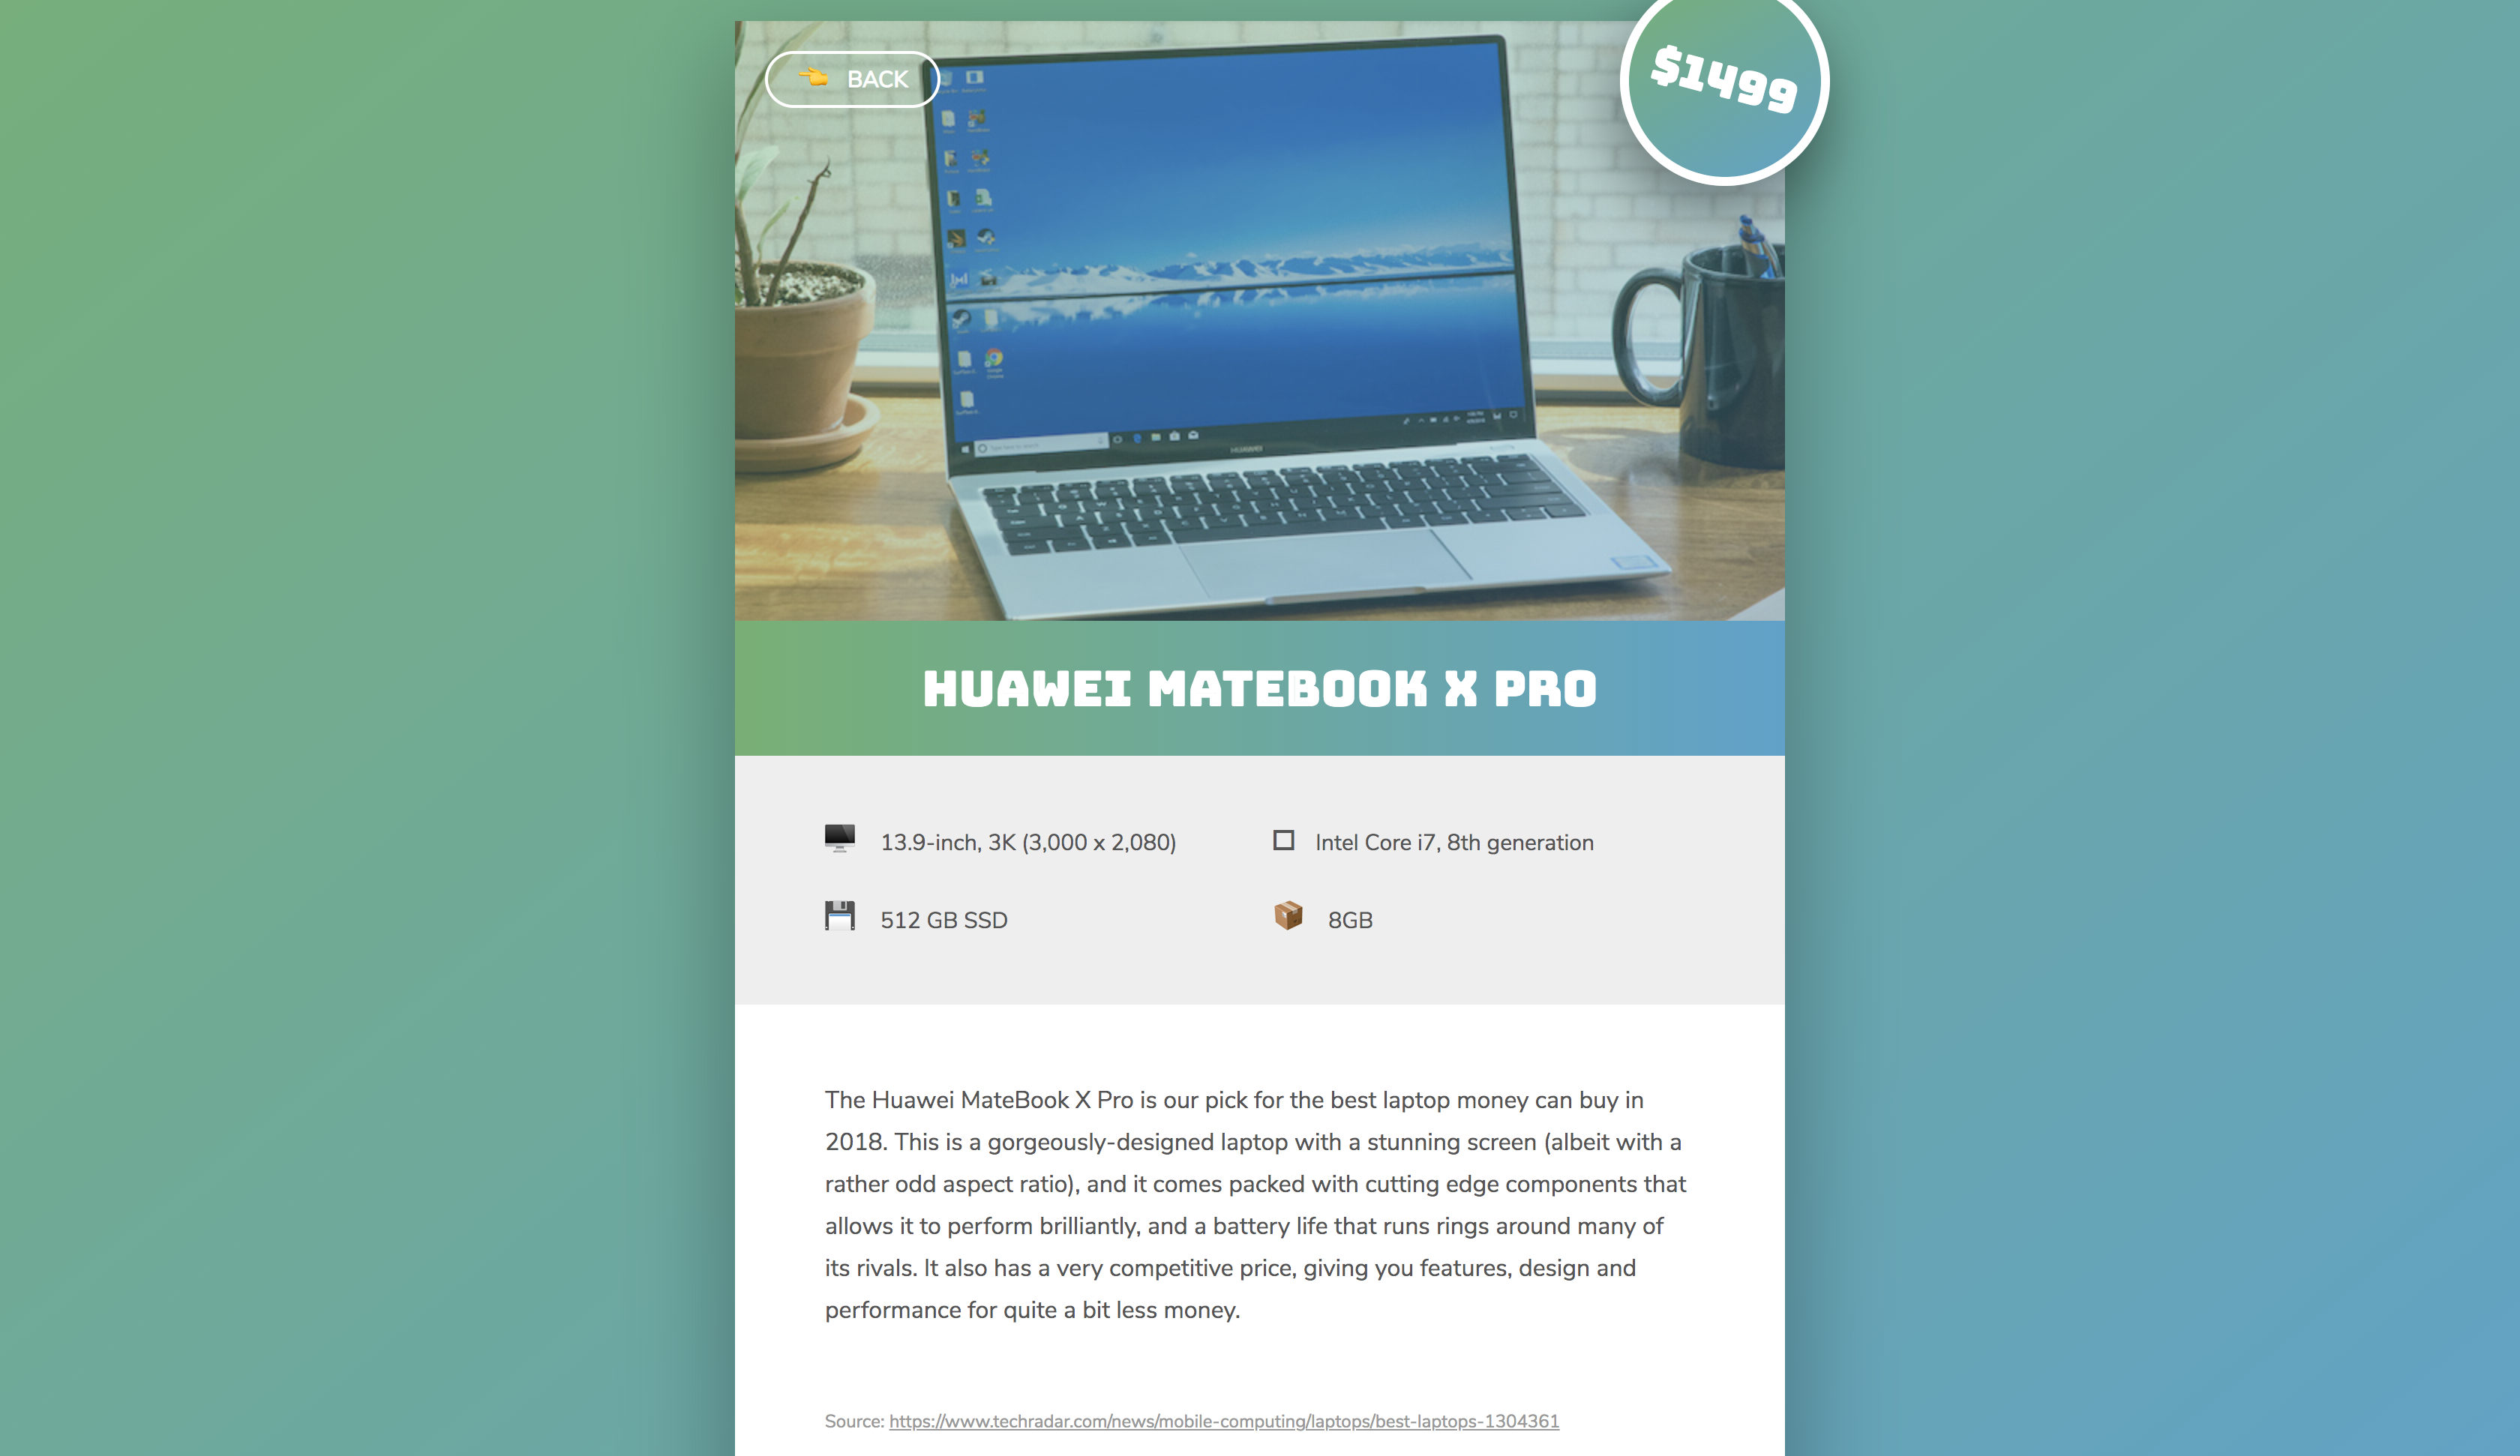 BACK
$1499
HUAWEI
HUAWEI MATEBOOK X PRO
13.9-inch, 3K (3,000 x 2,080)
Intel Core i7, 8th generation
512 GB SSD
8GB
The Huawei MateBook X Pro is our pick for the best laptop money can buy in
2018. This is a gorgeously-designed laptop with a stunning screen (albeit with a
rather odd aspect ratio), and it comes packed with cutting edge components that
allows it to perform brilliantly, and a battery life that runs rings around many of
its rivals. It also has a very competitive price, giving you features, design and
performance for quite a bit less money.
Source: https://www.techradar.com/news/mobile-computing/laptops/best-laptops-1304361